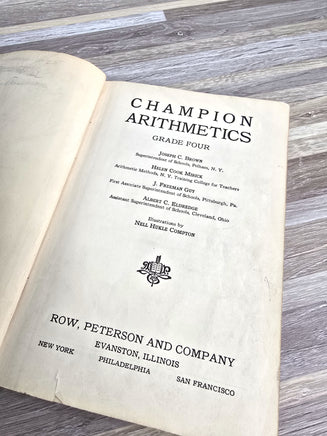 CHAMPION
ARITHMETICS
GRADE FOUR
JOSEPH C. BROWN
Superintendent of Schools, Pelham, N. Y.
HELEN COOK MISICK
Arithmetic Methods, N. Y. Training College for Teachers
J. FREEMAN GUY
First Associate Superintendent of Schools, Pittsburgh, Pa.
ALBERT C. ELDREDGE
Assistant Superintendent of Schools, Cleveland, Ohio
Illustrations by
NELL HUKLE COMPTON
ROW, PETERSON AND COMPANY
EVANSTON, ILLINOIS
NEW YORK PHILADELPHIA SAN FRANCISCO